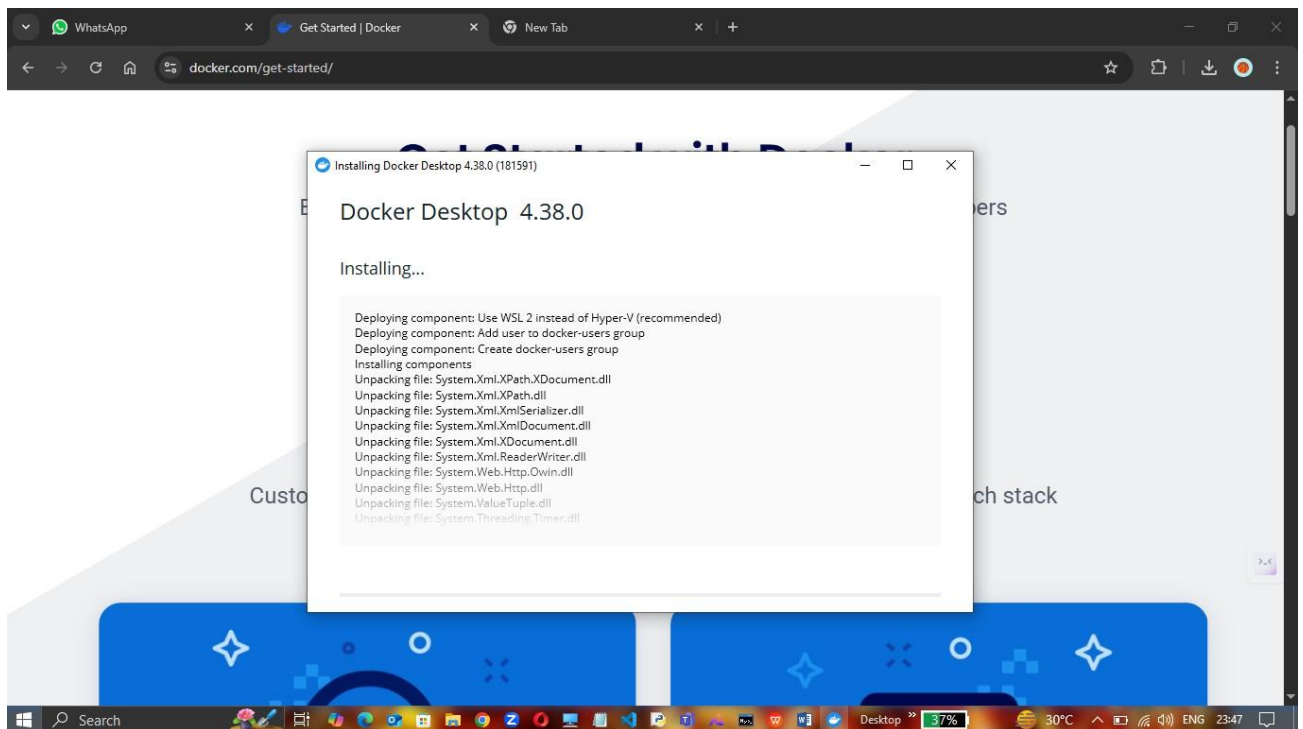 WhatsApp
Get Started | Docker
New Tab
docker.com/get-started/
Installing Docker Desktop 4.38.0 (181591)
Docker Desktop 4.38.0
ers
Installing...
Deploying component: Use WSL 2 instead of Hyper-V (recommended)
Deploying component: Add user to docker-users group
Deploying component: Create docker-users group
Installing components
Unpacking file: System.Xml.XPath.XDocument.dll
Unpacking file: System.Xml.XPath.dll
Unpacking file: System.Xml.XmlSerializer.dll
Unpacking file: System.Xml.XmlDocument.dll
Unpacking file: System.Xml.XDocument.dll
Unpacking file: System.Xml.ReaderWriter.dll
Unpacking file: System.Web.Http.Owin.dll
Unpacking file: System.Web.Http.dll
Unpacking file: System.ValueTuple.dll
Unpacking file: System.Threading.Timer.dll
Custo
ch stack
Search
Desktop
37%
30°C
ENG
23:47